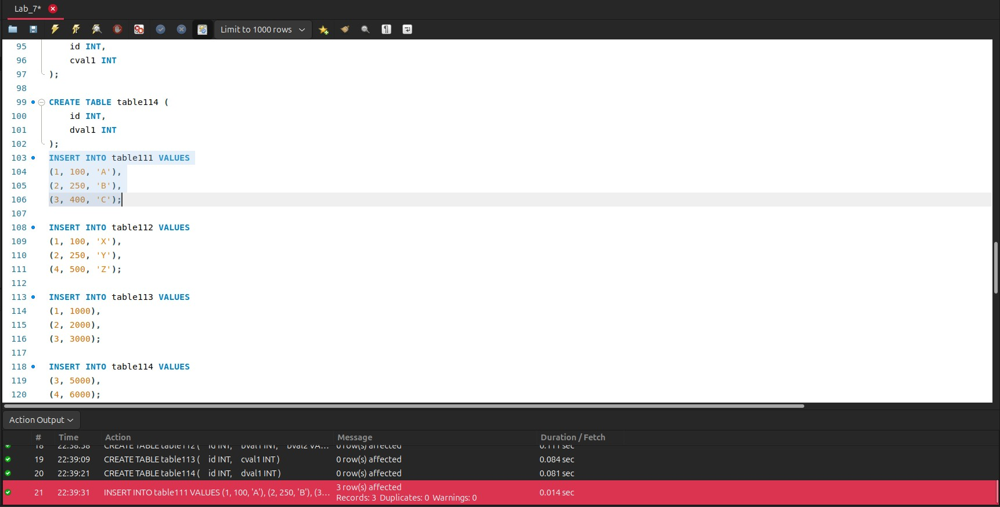 Lab_7*
Limit to 1000 rows
95 id INT,
96 cval1 INT
97 );
98
99 CREATE TABLE table114 (
100 id INT,
101 dval1 INT
102 );
103 INSERT INTO table111 VALUES
104 (1, 100, 'A'),
105 (2, 250, 'B'),
106 (3, 400, 'C');
107
108 INSERT INTO table112 VALUES
109 (1, 100, 'X'),
110 (2, 250, 'Y'),
111 (4, 500, 'Z');
112
113 INSERT INTO table113 VALUES
114 (1, 1000),
115 (2, 2000),
116 (3, 3000);
117
118 INSERT INTO table114 VALUES
119 (3, 5000),
120 (4, 6000);
Action Output
# Time Action Message Duration / Fetch
18 22:38:58 CREATE TABLE table112 ( id INT, bval1 INT, bval2 VA... 0 row(s) affected 0.111 sec
19 22:39:09 CREATE TABLE table113 ( id INT, cval1 INT ) 0 row(s) affected 0.084 sec
20 22:39:21 CREATE TABLE table114 ( id INT, dval1 INT ) 0 row(s) affected 0.081 sec
21 22:39:31 INSERT INTO table111 VALUES (1, 100, 'A'), (2, 250, 'B'), (3... 3 row(s) affected 0.014 sec
Records: 3 Duplicates: 0 Warnings: 0